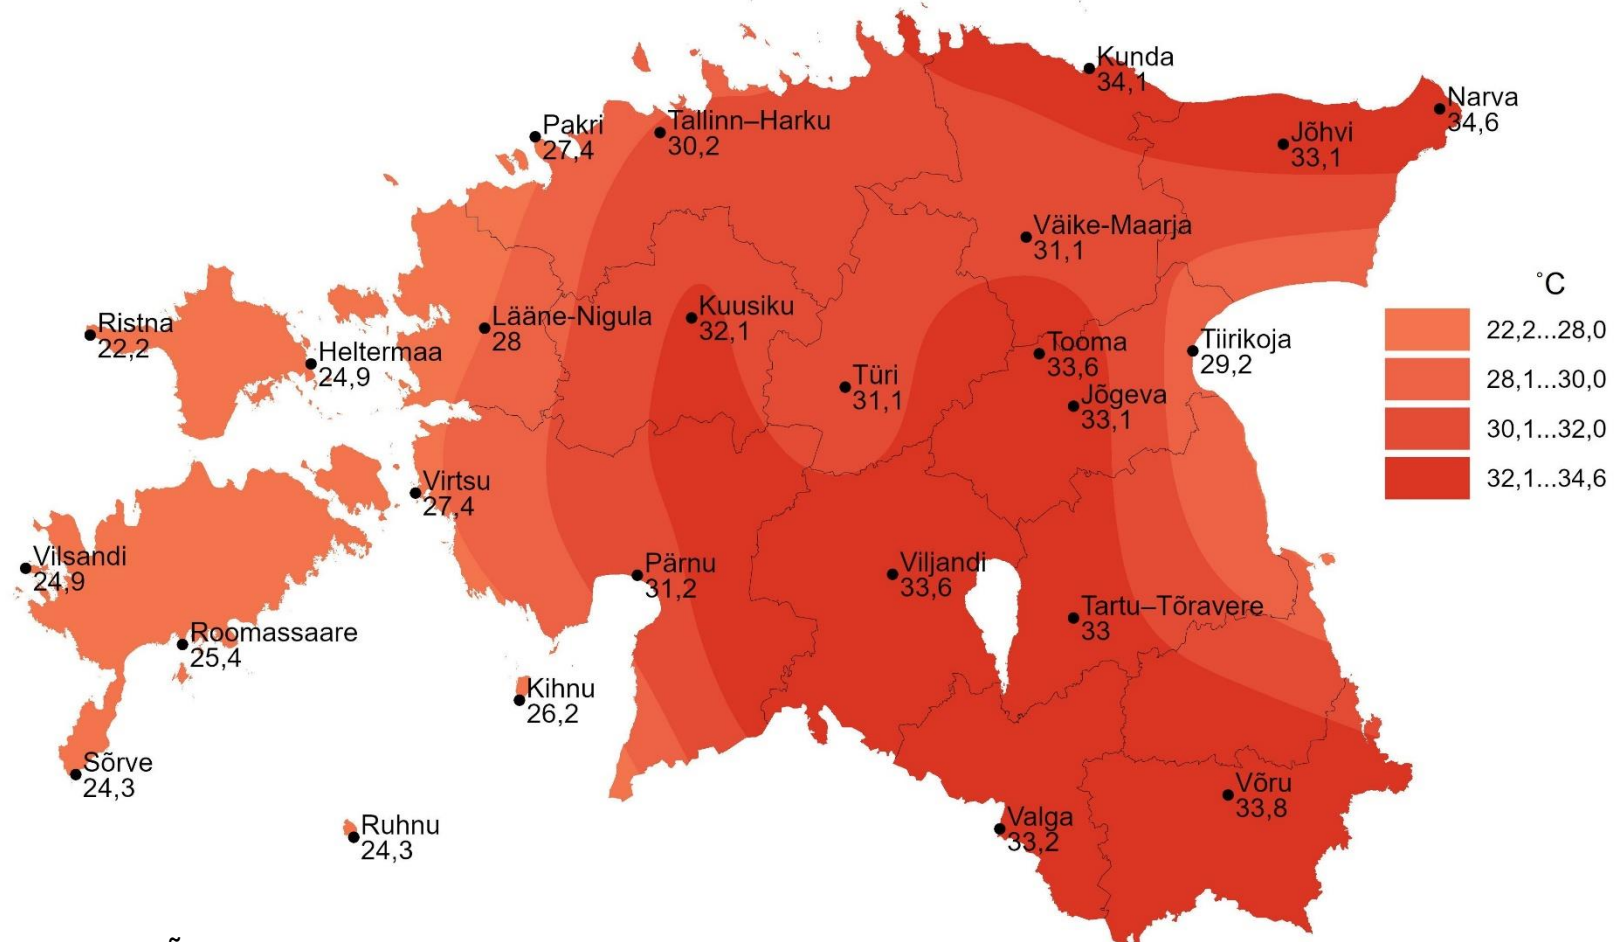 Kunda
34,1
Narva
34,6
Pakri
27,4
Tallinn–Harku
30,2
Jõhvi
33,1
Väike-Maarja
31,1
°C
Ristna
22,2
Heltermaa
24,9
Lääne-Nigula
28
Kuusiku
32,1
Türi
31,1
Tooma
33,6
Jõgeva
33,1
Tiirikoja
29,2
22,2...28,0
28,1...30,0
30,1...32,0
32,1...34,6
Virtsu
27,4
Vilsandi
24,9
Pärnu
31,2
Viljandi
33,6
Tartu–Tõravere
33
Roomassaare
25,4
Kihnu
26,2
Sõrve
24,3
Ruhnu
24,3
Valga
33,2
Võru
33,8